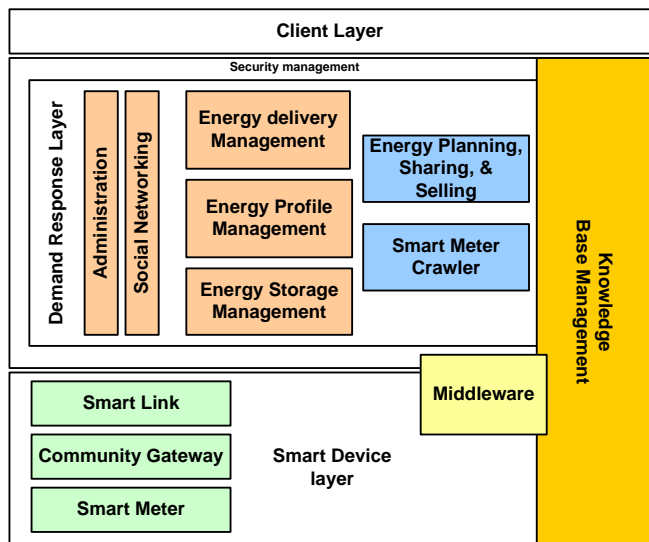 Client Layer
Security management
Demand Response Layer
Administration
Social Networking
Energy delivery
Management
Energy Profile
Management
Energy Storage
Management
Energy Planning,
Sharing, &
Selling
Smart Meter
Crawler
Knowledge
Base Management
Middleware
Smart Link
Community Gateway
Smart Meter
Smart Device
layer